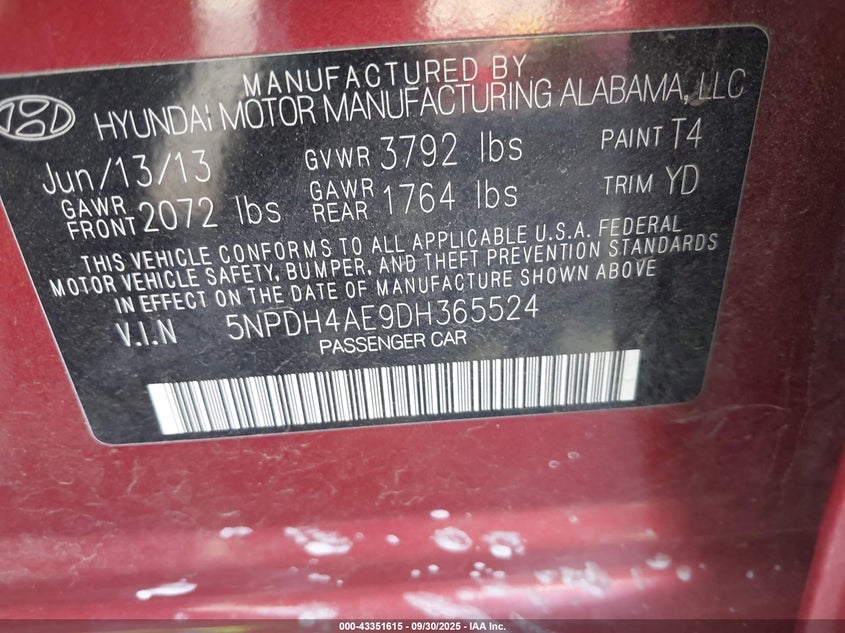 MANUFACTURED BY
HYUNDAI MOTOR MANUFACTURING ALABAMA, LLC
Jun/13/13 GVWR 3792 lbs PAINT T4
GAWR FRONT 2072 lbs GAWR REAR 1764 lbs TRIM YD
THIS VEHICLE CONFORMS TO ALL APPLICABLE U.S.A. FEDERAL
MOTOR VEHICLE SAFETY, BUMPER, AND THEFT PREVENTION STANDARDS
IN EFFECT ON THE DATE OF MANUFACTURE SHOWN ABOVE
V.I.N 5NPDH4AE9DH365524
PASSENGER CAR
000-43351615 - 09/30/2025 - IAA Inc.